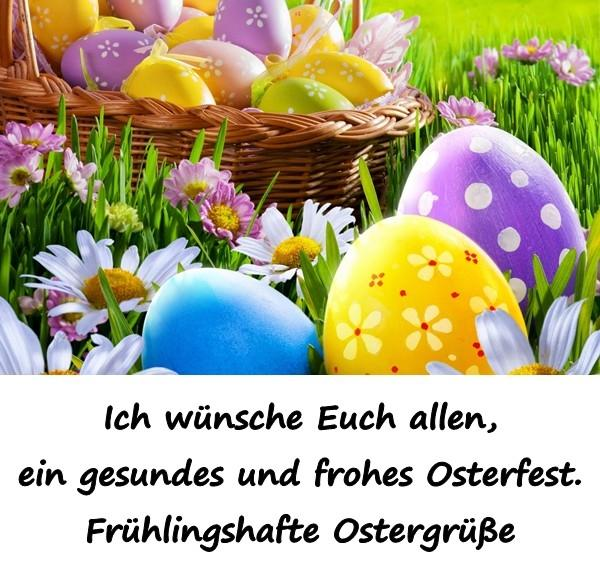 Ich wünsche Euch allen,
ein gesundes und frohes Osterfest.
Frühlingshafte Ostergrüße